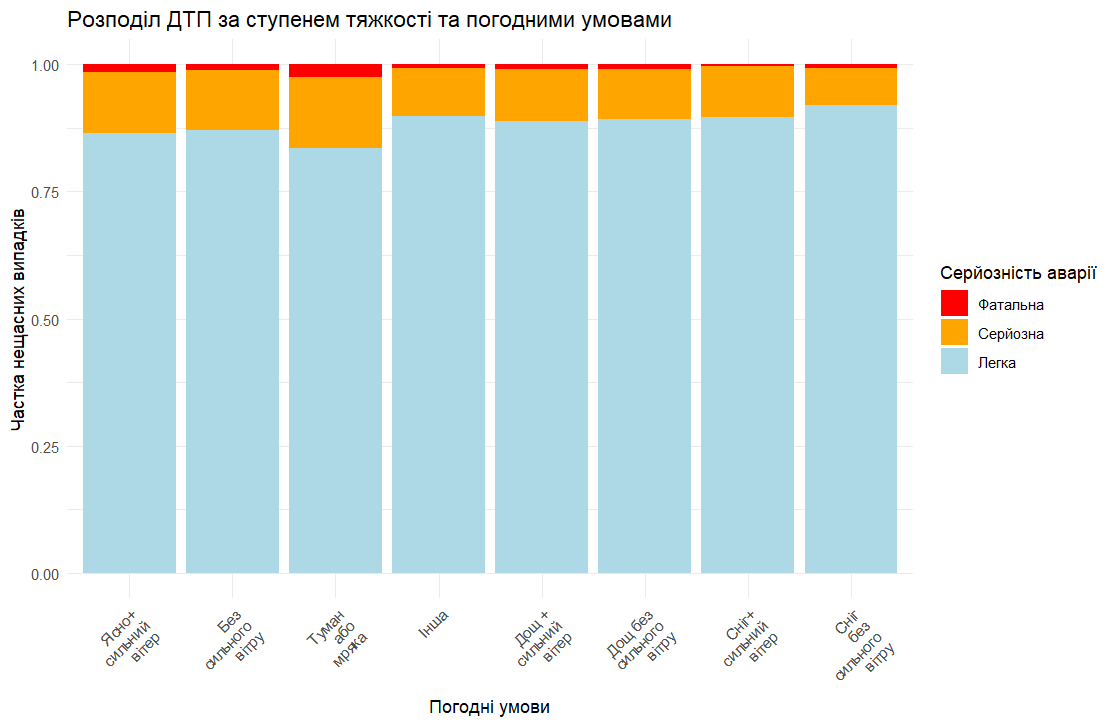 Розподіл ДТП за ступенем тяжкості та погодними умовами
1.00
0.75
0.50
0.25
0.00
Частка нещасних випадків
Ясно+
сильний
вітер
Без
сильного
вітру
Туман
або
мряка
Інша
Дощ +
сильний
вітер
Дощ без
сильного
вітру
Сніг+
сильний
вітер
Сніг
без
сильного
вітру
Погодні умови
Серйозність аварії
Фатальна
Серйозна
Легка